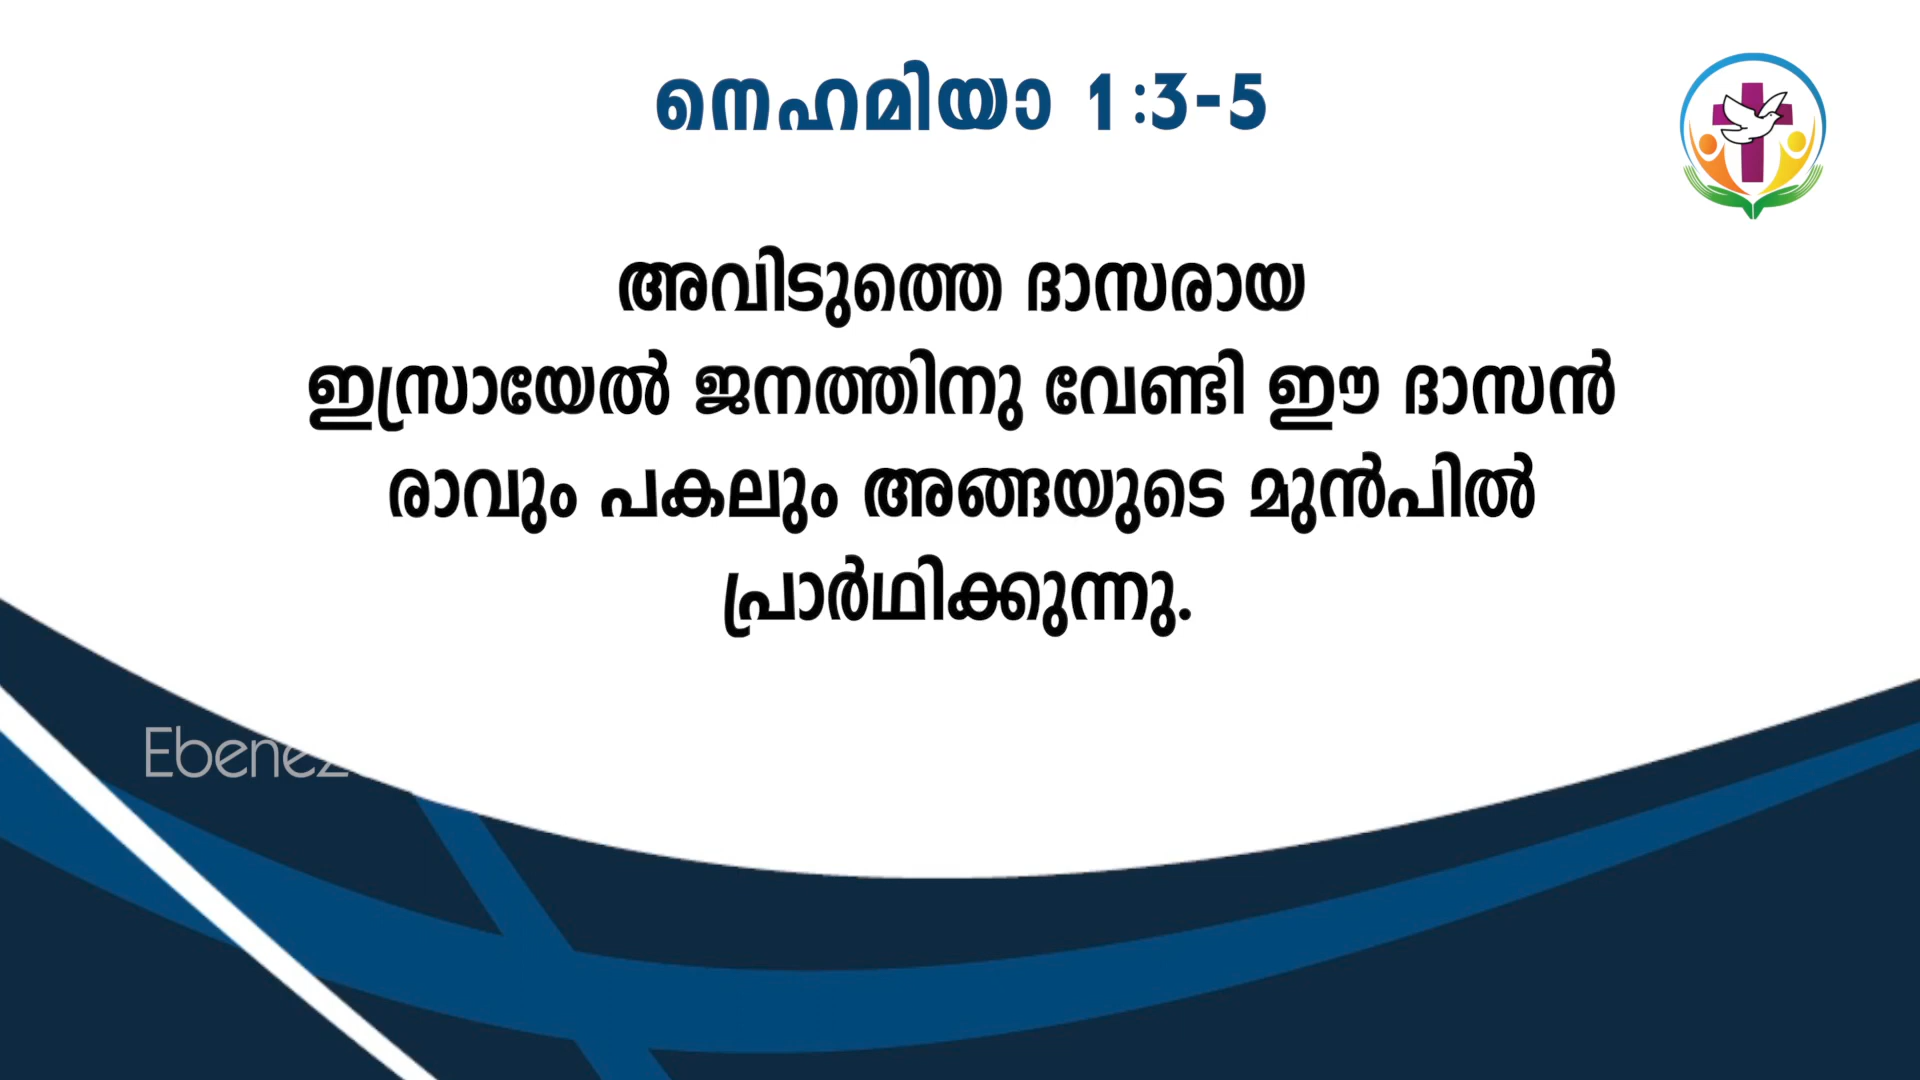 നെഹമിയാ 1:3-5
അവിടുത്തെ ദാസരായ
ഇസ്രായേൽ ജനത്തിനു വേണ്ടി ഈ ദാസൻ
രാവും പകലും അങ്ങയുടെ മുൻപിൽ
പ്രാർഥിക്കുന്നു.
Ebenez